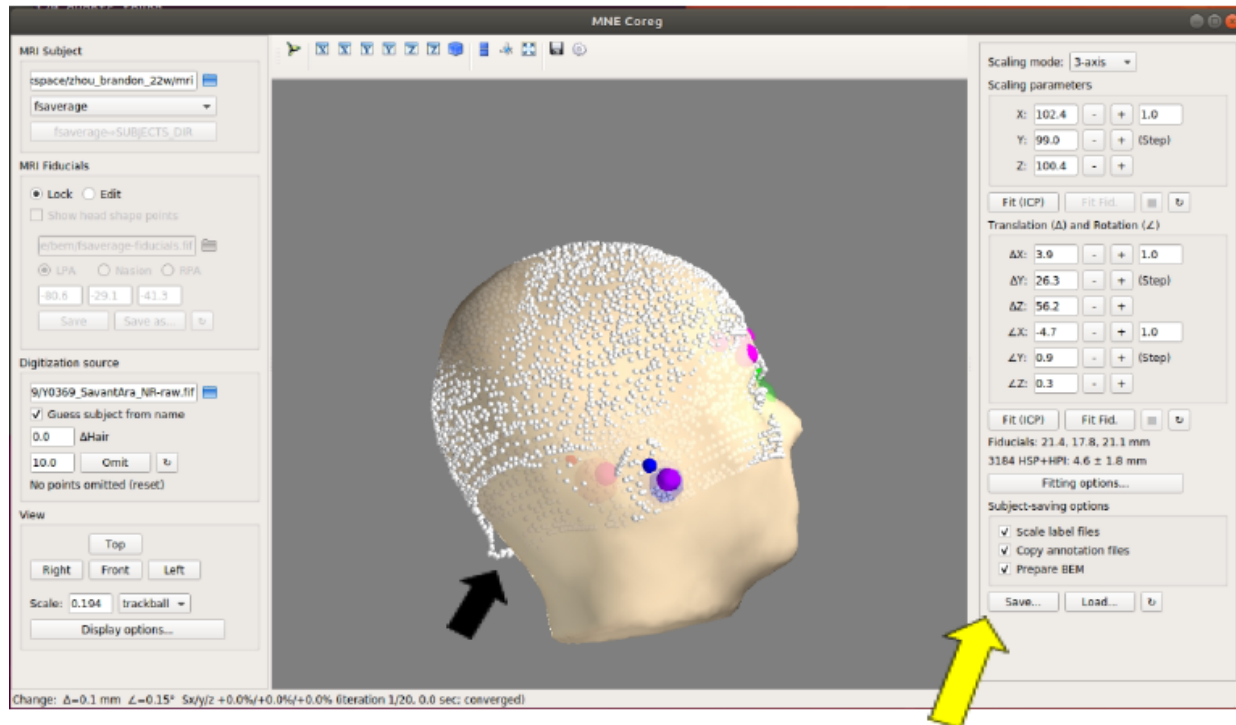 MNE Coreg
MRI Subject
:space/zhou_brandon_22w/mri
fsaverage
fsaverage→SUBJECTS_DIR
MRI Fiducials
Lock Edit
Show head shape points
e/bem/fsaverage-fiducials.fif
LPA Nasion RPA
-80.6 -29.1 -41.3
Save Save as... ↻
Digitization source
9/Y0369_SavantAra_NR-raw.fif
Guess subject from name
0.0 ΔHair
10.0 Omit ↻
No points omitted (reset)
View
Top
Right Front Left
Scale: 0.194 trackball
Display options...
X X Y Y Z Z
Scaling mode: 3-axis
Scaling parameters
X: 102.4 - + 1.0
Y: 99.0 - + (Step)
Z: 100.4 - +
Fit (ICP) Fit Fid. ↻
Translation (Δ) and Rotation (∠)
ΔX: 3.9 - + 1.0
ΔY: 26.3 - + (Step)
ΔZ: 56.2 - +
∠X: -4.7 - + 1.0
∠Y: 0.9 - + (Step)
∠Z: 0.3 - +
Fit (ICP) Fit Fid. ↻
Fiducials: 21.4, 17.8, 21.1 mm
3184 HSP+HPI: 4.6 ± 1.8 mm
Fitting options...
Subject-saving options
Scale label files
Copy annotation files
Prepare BEM
Save... Load... ↻
Change: Δ=0.1 mm ∠=0.15° Sx/y/z +0.0%/+0.0%/+0.0% (iteration 1/20, 0.0 sec; converged)